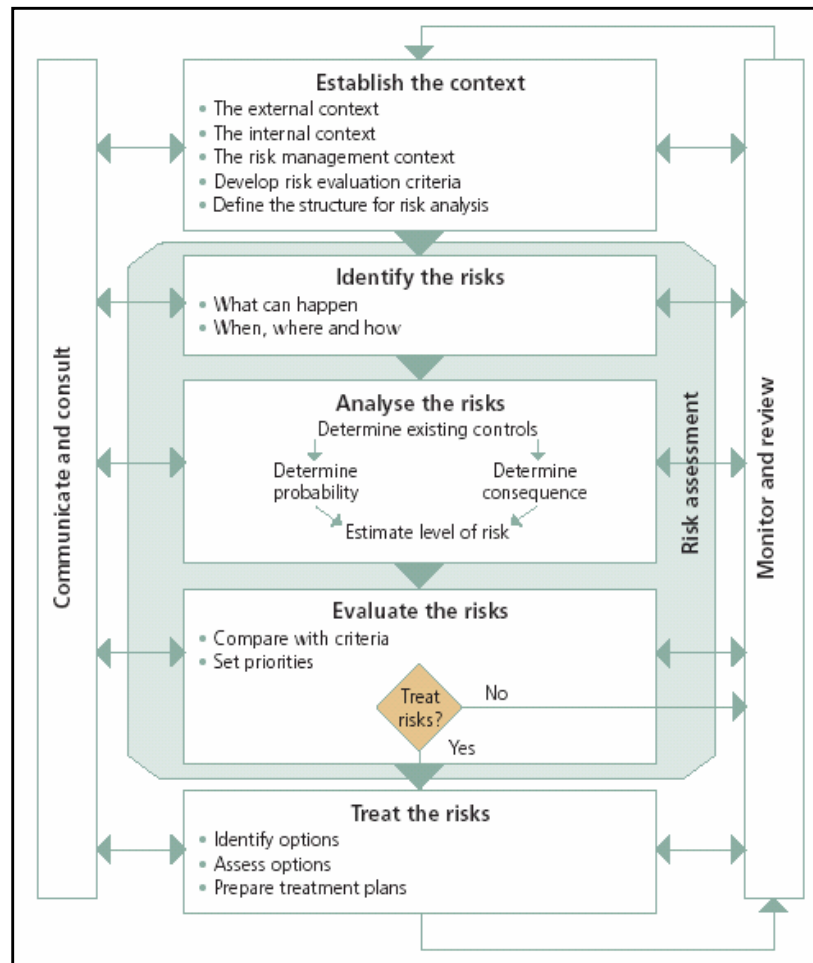 Establish the context
• The external context
• The internal context
• The risk management context
• Develop risk evaluation criteria
• Define the structure for risk analysis
Identify the risks
• What can happen
• When, where and how
Analyse the risks
Determine existing controls
Determine
probability
Determine
consequence
Estimate level of risk
Evaluate the risks
• Compare with criteria
• Set priorities
Treat
risks?
No
Yes
Treat the risks
• Identify options
• Assess options
• Prepare treatment plans
Communicate and consult
Risk assessment
Monitor and review